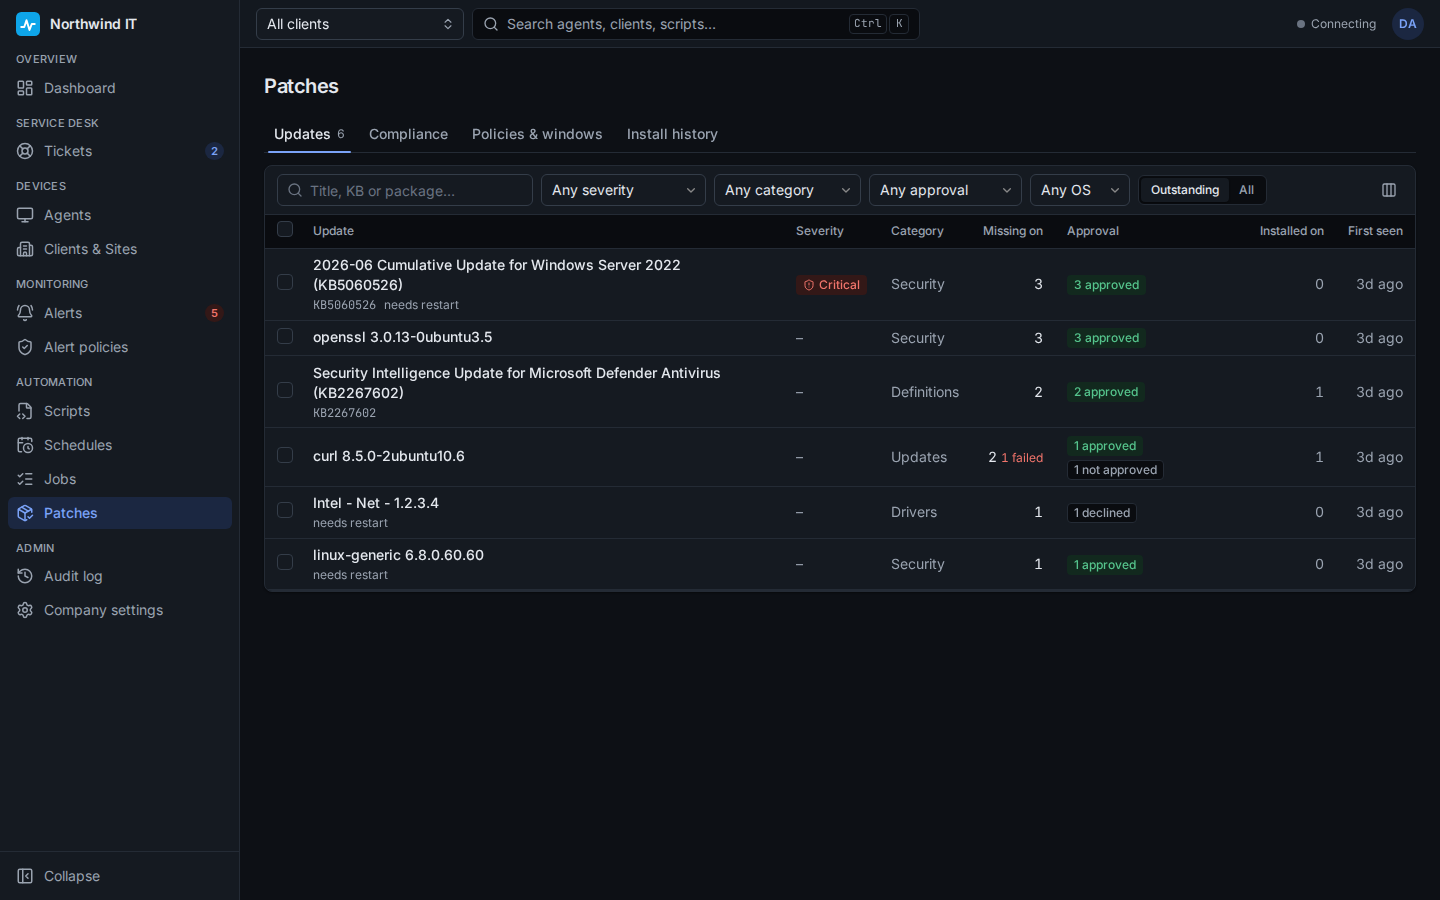 Northwind IT
All clients
Search agents, clients, scripts...
Ctrl K
Connecting
DA
OVERVIEW
Dashboard
SERVICE DESK
Tickets 2
DEVICES
Agents
Clients & Sites
MONITORING
Alerts 5
Alert policies
AUTOMATION
Scripts
Schedules
Jobs
Patches
ADMIN
Audit log
Company settings
Collapse
Patches
Updates 6 Compliance Policies & windows Install history
Title, KB or package... Any severity Any category Any approval Any OS Outstanding All
Update Severity Category Missing on Approval Installed on First seen
2026-06 Cumulative Update for Windows Server 2022
(KB5060526)
KB5060526 needs restart
Critical Security 3 3 approved 0 3d ago
openssl 3.0.13-0ubuntu3.5 – Security 3 3 approved 0 3d ago
Security Intelligence Update for Microsoft Defender Antivirus
(KB2267602)
KB2267602
– Definitions 2 2 approved 1 3d ago
curl 8.5.0-2ubuntu10.6 – Updates 2 1 failed 1 approved
1 not approved
1 3d ago
Intel - Net - 1.2.3.4
needs restart
– Drivers 1 1 declined 0 3d ago
linux-generic 6.8.0.60.60
needs restart
– Security 1 1 approved 0 3d ago